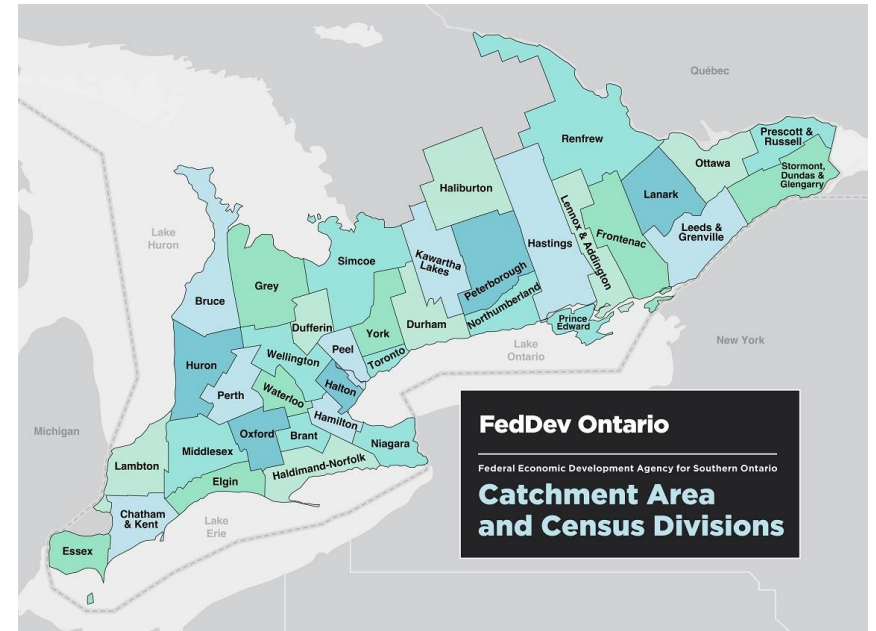 Québec
Prescott &
Russell
Renfrew
Ottawa
Stormont,
Dundas &
Glengarry
Haliburton
Lanark
Lennox & Addington
Leeds &
Grenville
Lake
Huron
Simcoe
Kawartha
Lakes
Hastings
Frontenac
Peterborough
Bruce
Grey
Northumberland
Dufferin
York
Durham
Prince
Edward
New York
Lake
Ontario
Peel
Toronto
Wellington
Huron
Halton
Perth
Waterloo
Hamilton
Michigan
Oxford
Brant
Niagara
Middlesex
Lambton
Haldimand-Norfolk
Elgin
Chatham
& Kent
Lake
Erie
Essex
FedDev Ontario
Federal Economic Development Agency for Southern Ontario
Catchment Area
and Census Divisions